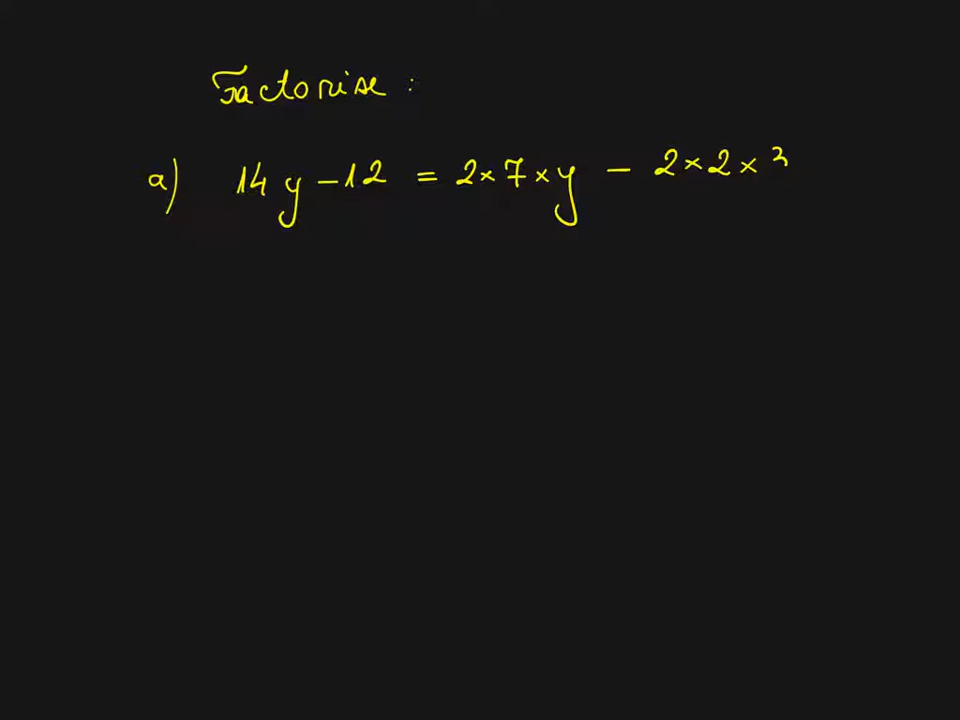 Factorise :
a) 14y - 12 = 2 × 7 × y - 2 × 2 × 3